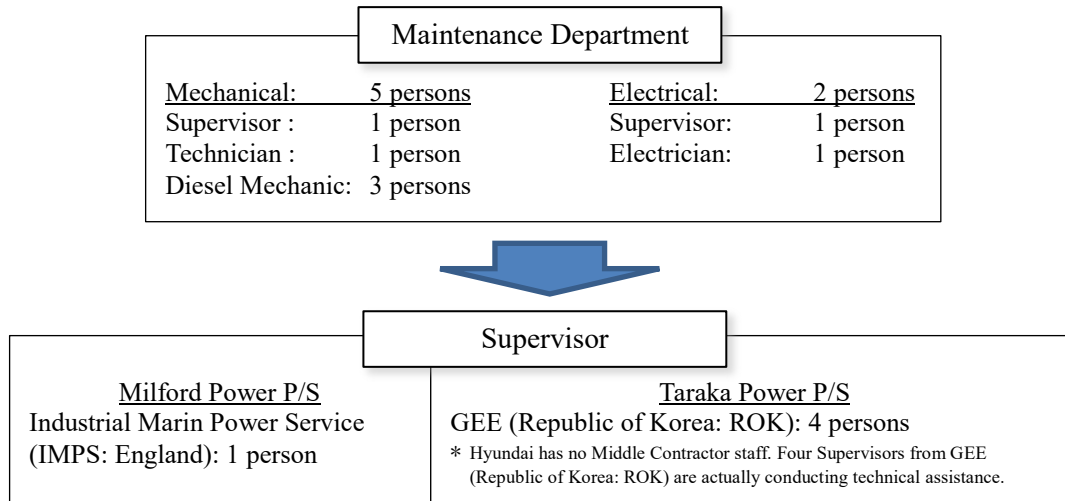 Maintenance Department
Mechanical: 5 persons
Supervisor : 1 person
Technician : 1 person
Diesel Mechanic: 3 persons
Electrical: 2 persons
Supervisor: 1 person
Electrician: 1 person
Supervisor
Milford Power P/S
Industrial Marin Power Service
(IMPS: England): 1 person
Taraka Power P/S
GEE (Republic of Korea: ROK): 4 persons
* Hyundai has no Middle Contractor staff. Four Supervisors from GEE
(Republic of Korea: ROK) are actually conducting technical assistance.